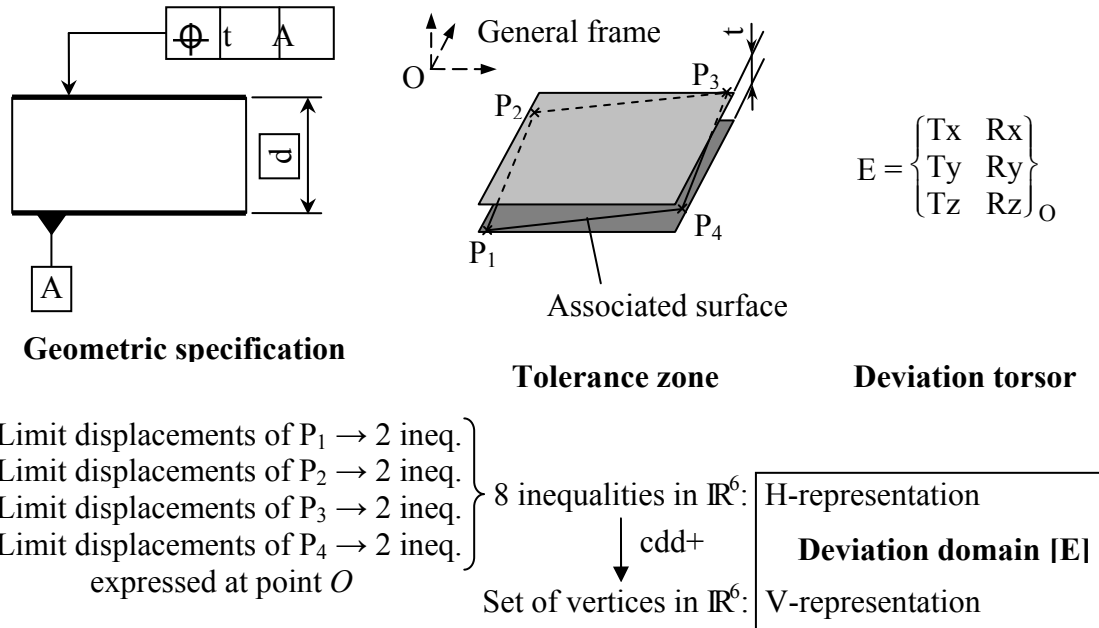 ⌖ t A
d
A
Geometric specification
O
General frame
t
P₁
P₂
P₃
P₄
Associated surface
Tolerance zone
E = { Tx Rx
Ty Ry
Tz Rz }O
Deviation torsor
Limit displacements of P₁ → 2 ineq.
Limit displacements of P₂ → 2 ineq.
Limit displacements of P₃ → 2 ineq.
Limit displacements of P₄ → 2 ineq.
expressed at point O
8 inequalities in ℝ⁶: H-representation
cdd+
Deviation domain [E]
Set of vertices in ℝ⁶: V-representation